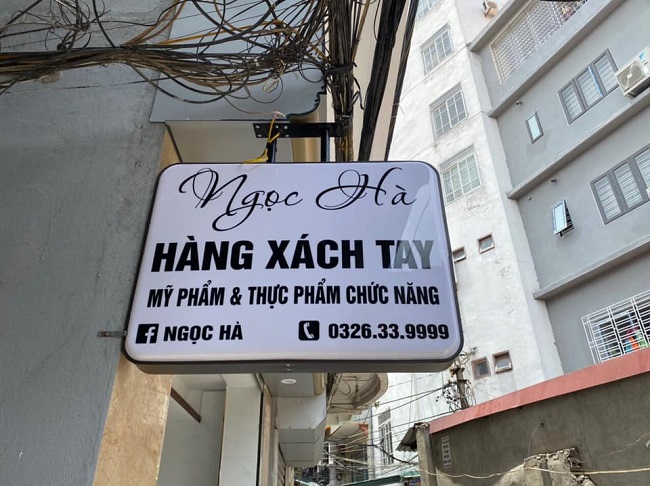 Ngọc Hà
HÀNG XÁCH TAY
MỸ PHẨM & THỰC PHẨM CHỨC NĂNG
NGỌC HÀ 0326.33.9999